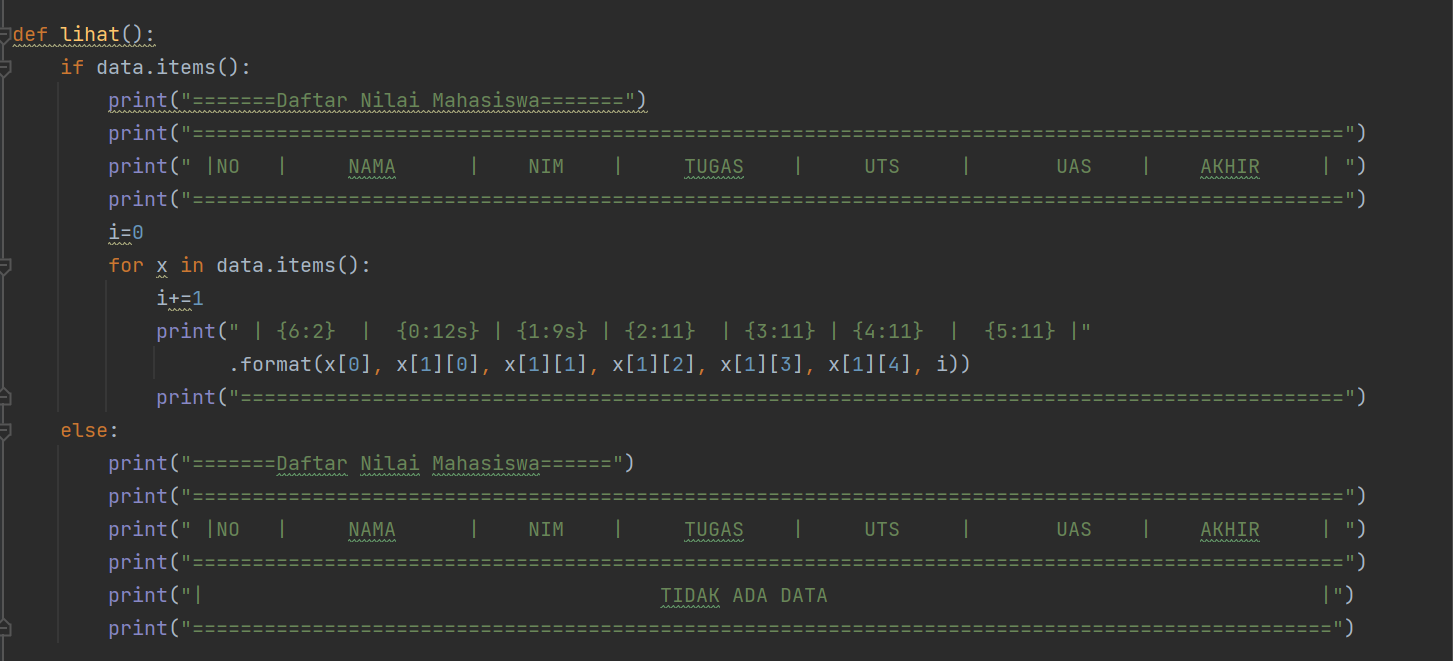 def lihat():
    if data.items():
        print("=======Daftar Nilai Mahasiswa=======")
        print("================================================================================================")
        print(" |NO   |     NAMA      |    NIM    |     TUGAS    |     UTS     |       UAS    |    AKHIR     | ")
        print("================================================================================================")
        i=0
        for x in data.items():
            i+=1
            print(" | {6:2}  |  {0:12s} | {1:9s} | {2:11}  | {3:11} | {4:11}  |  {5:11} |"
                  .format(x[0], x[1][0], x[1][1], x[1][2], x[1][3], x[1][4], i))
            print("============================================================================================")
    else:
        print("=======Daftar Nilai Mahasiswa======")
        print("================================================================================================")
        print(" |NO   |     NAMA      |    NIM    |     TUGAS    |     UTS     |       UAS    |    AKHIR     | ")
        print("================================================================================================")
        print("|                                      TIDAK ADA DATA                                         |")
        print("===============================================================================================")